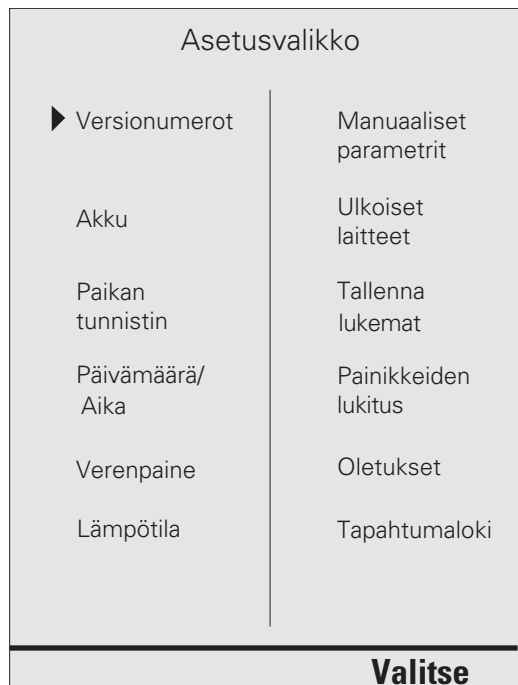 Asetusvalikko
Versionumerot
Akku
Paikan
tunnistin
Päivämäärä/
Aika
Verenpaine
Lämpötila
Manuaaliset
parametrit
Ulkoiset
laitteet
Tallenna
lukemat
Painikkeiden
lukitus
Oletukset
Tapahtumaloki
Valitse